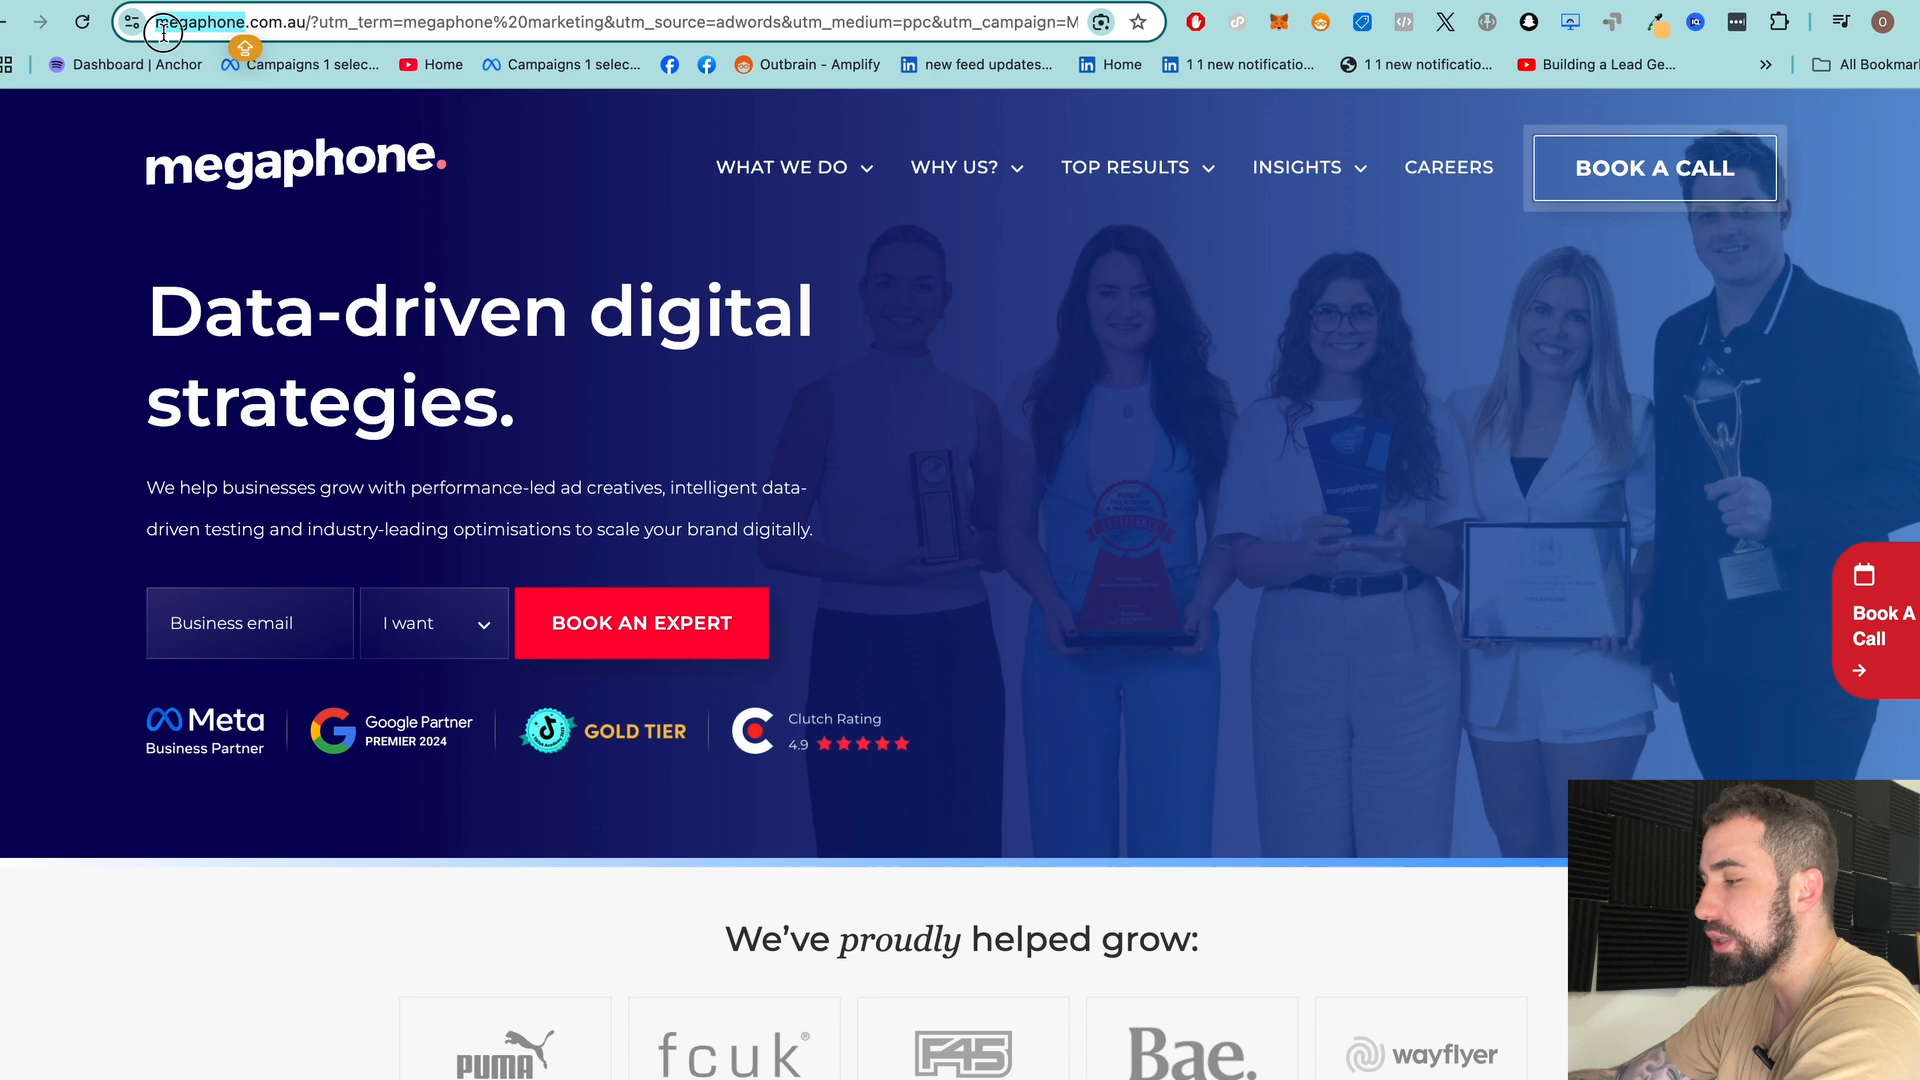 megaphone.com.au/?utm_term=megaphone%20marketing&utm_source=adwords&utm_medium=ppc&utm_campaign=M
Dashboard | Anchor
Campaigns 1 selec...
Home
Campaigns 1 selec...
Outbrain - Amplify
new feed updates...
Home
1 1 new notificatio...
1 1 new notificatio...
Building a Lead Ge...
All Bookmar
megaphone.
WHAT WE DO
WHY US?
TOP RESULTS
INSIGHTS
CAREERS
BOOK A CALL
Data-driven digital
strategies.
We help businesses grow with performance-led ad creatives, intelligent data-
driven testing and industry-leading optimisations to scale your brand digitally.
Business email
I want
BOOK AN EXPERT
Book A
Call
Meta
Business Partner
Google Partner
PREMIER 2024
GOLD TIER
Clutch Rating
4.9
We've proudly helped grow:
PUMA
fcuk®
F45
Bae.
wayflyer